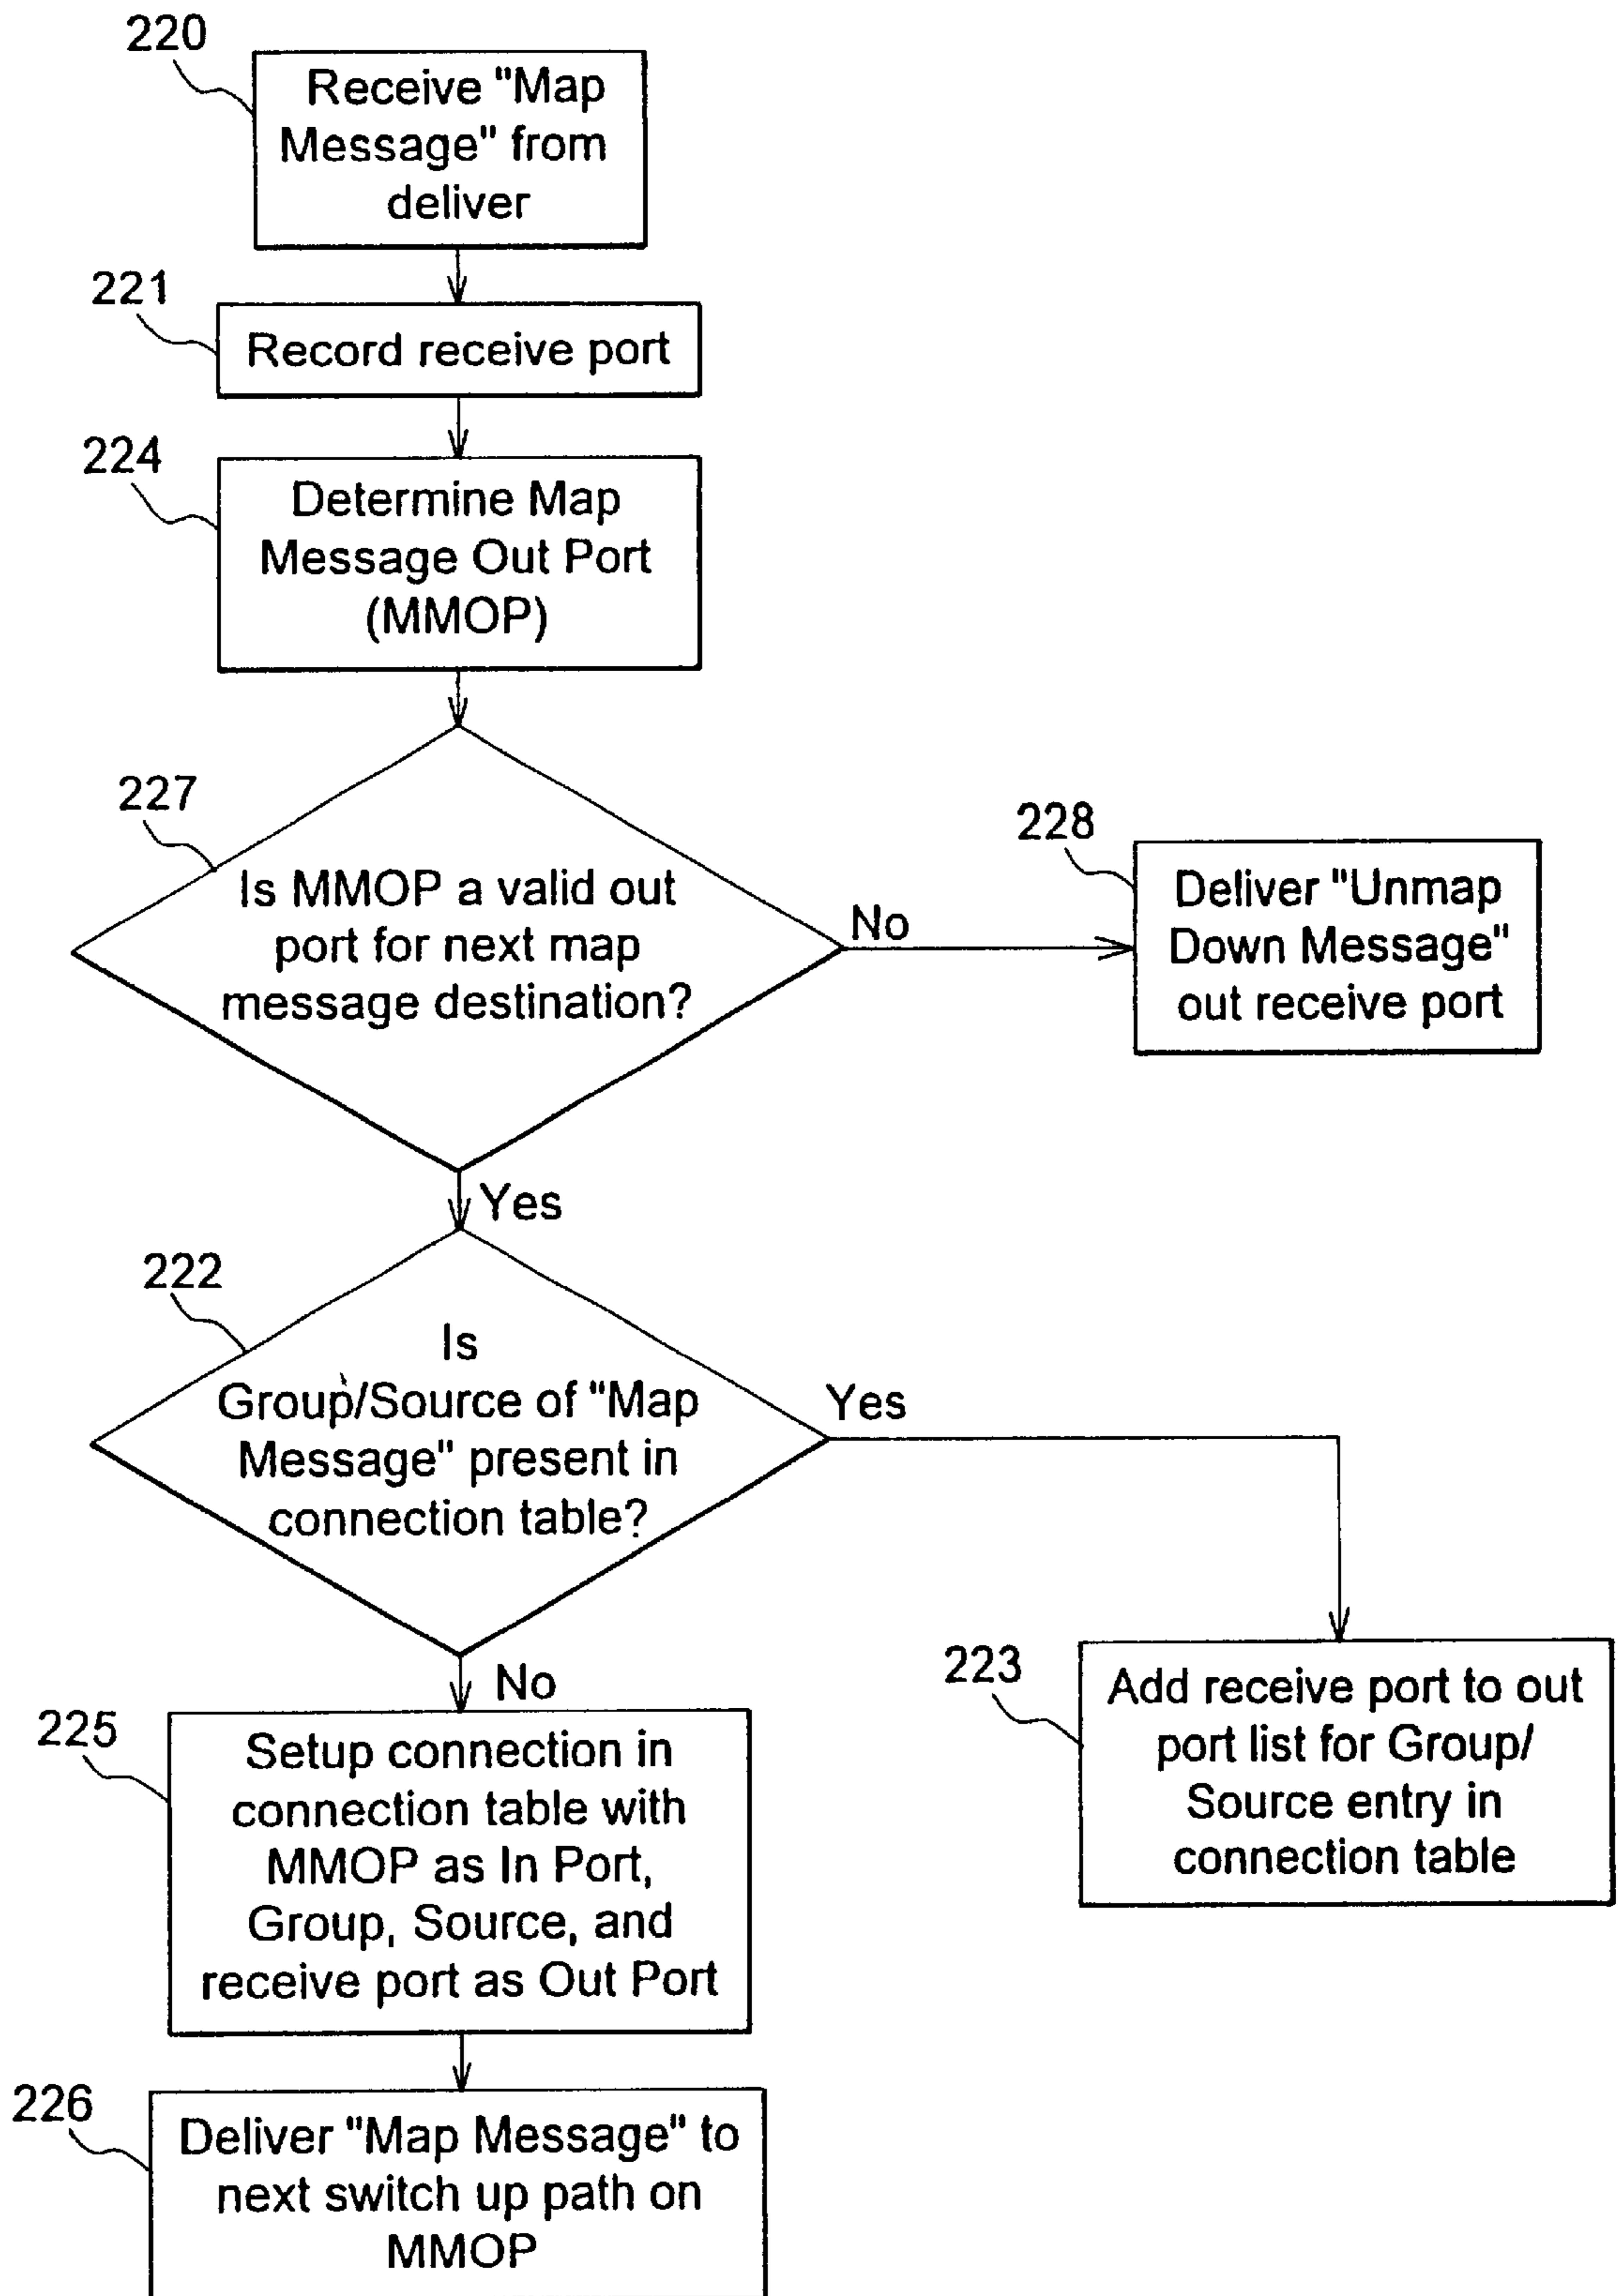 220
Receive "Map
Message" from
deliver
221
Record receive port
224
Determine Map
Message Out Port
(MMOP)
227
Is MMOP a valid out
port for next map
message destination?
No
228
Deliver "Unmap
Down Message"
out receive port
Yes
222
Is
Group/Source of "Map
Message" present in
connection table?
Yes
223
Add receive port to out
port list for Group/
Source entry in
connection table
No
225
Setup connection in
connection table with
MMOP as In Port,
Group, Source, and
receive port as Out Port
226
Deliver "Map Message" to
next switch up path on
MMOP